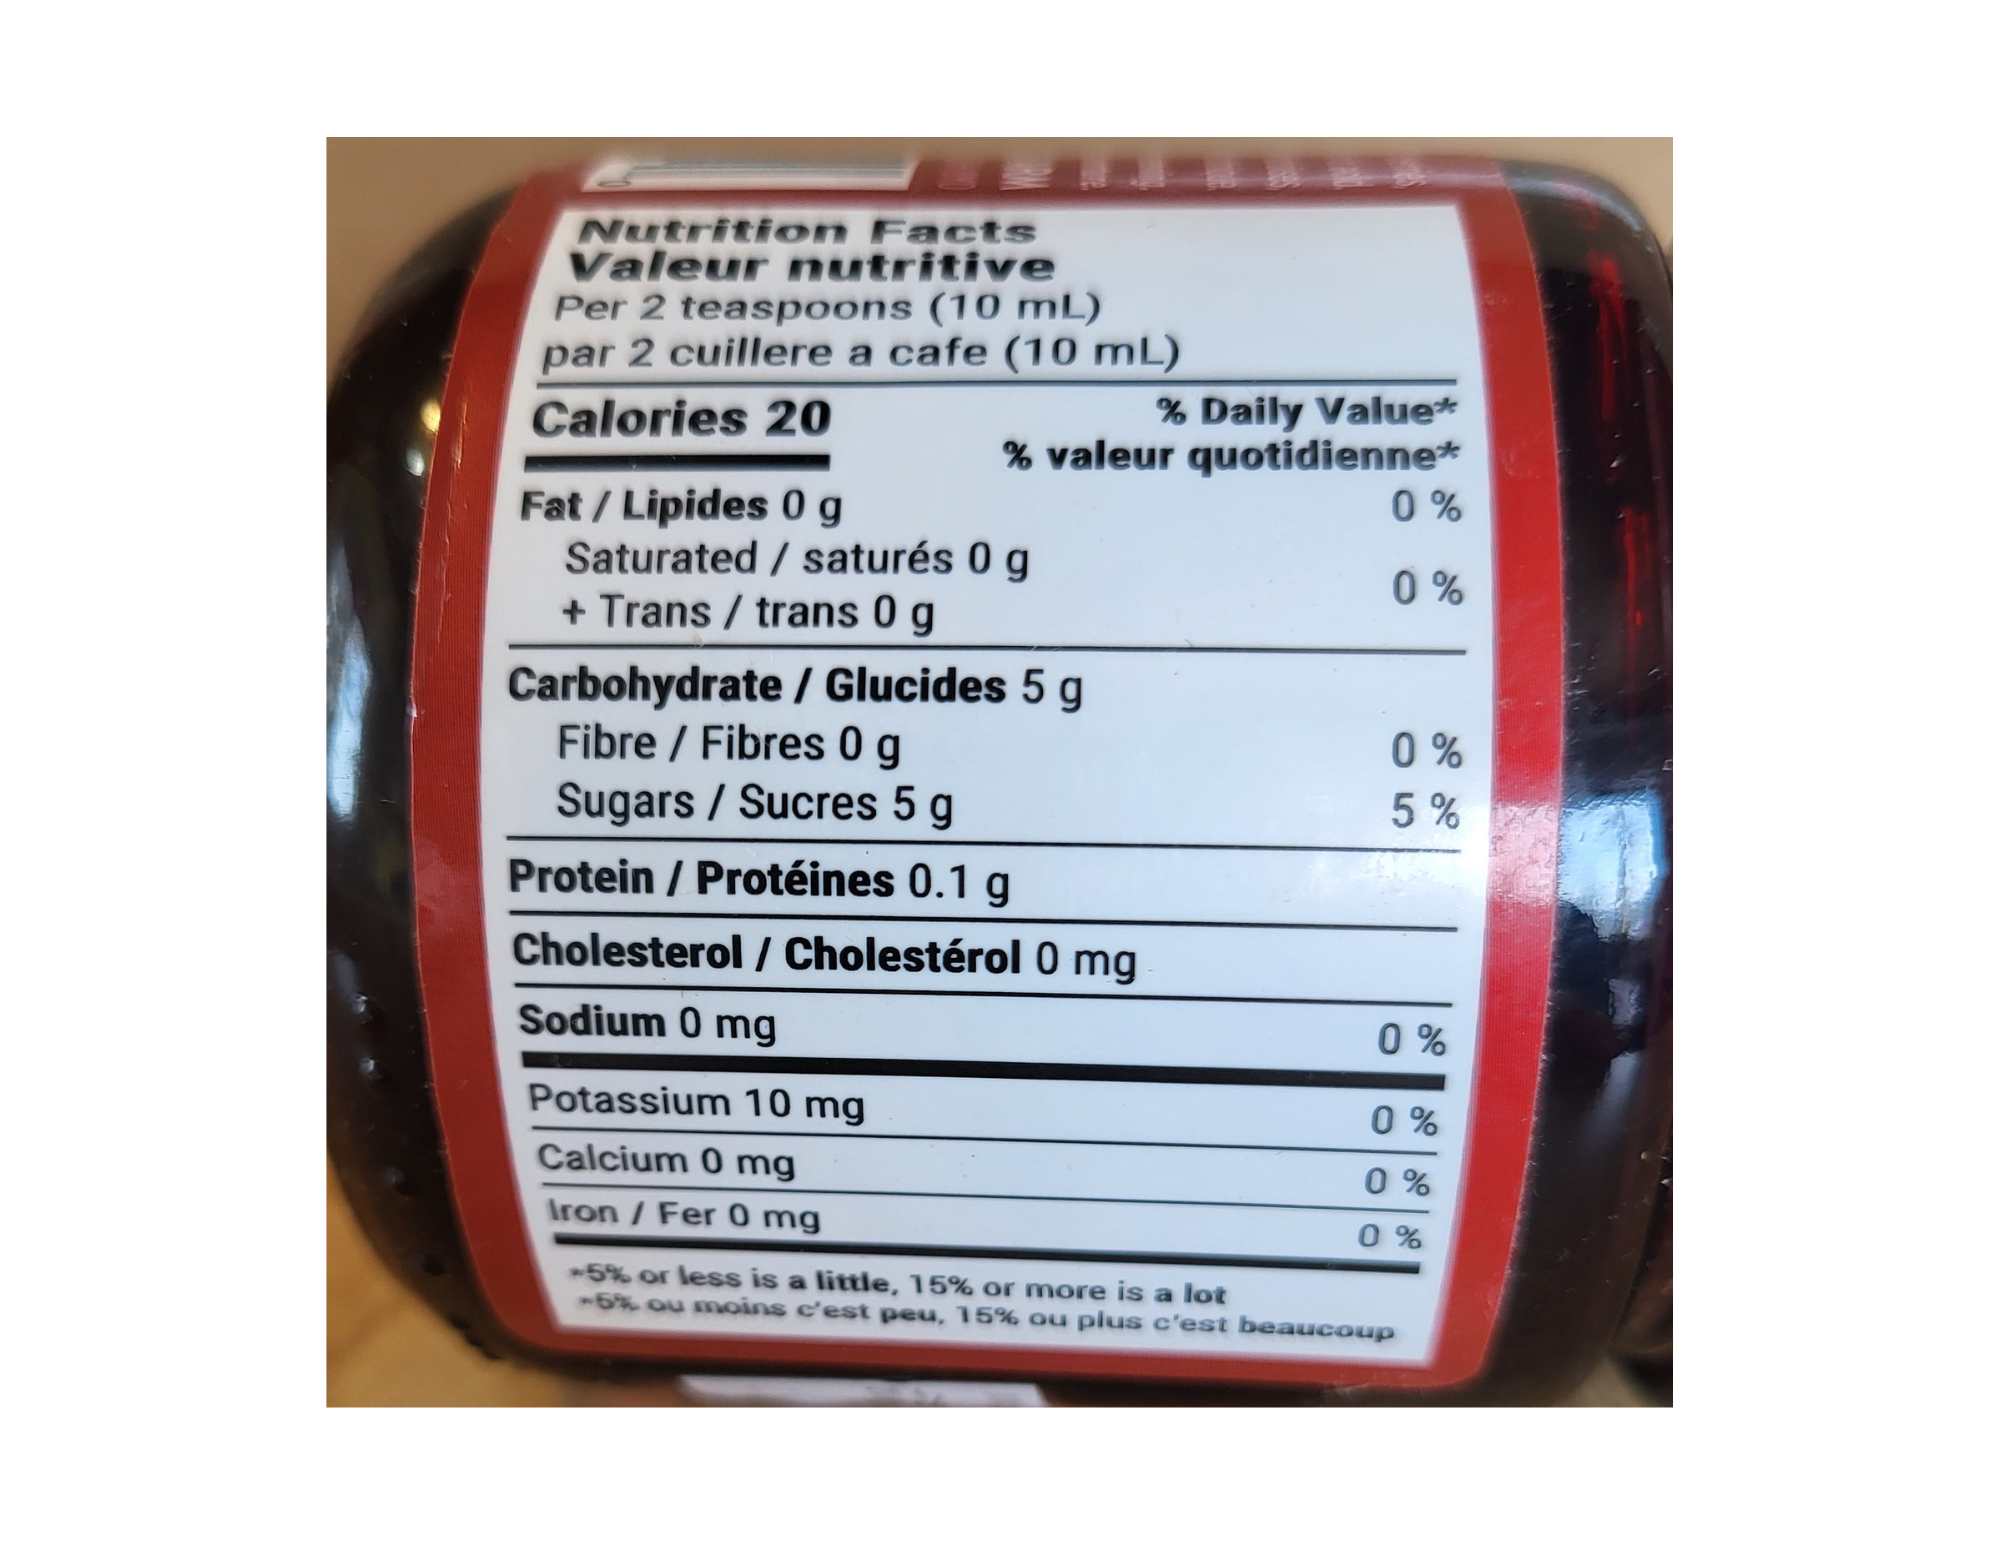 Nutrition Facts
Valeur nutritive
Per 2 teaspoons (10 mL)
par 2 cuillere a cafe (10 mL)
Calories 20
% Daily Value*
% valeur quotidienne*
Fat / Lipides 0 g 0 %
Saturated / saturés 0 g
+ Trans / trans 0 g 0 %
Carbohydrate / Glucides 5 g
Fibre / Fibres 0 g 0 %
Sugars / Sucres 5 g 5 %
Protein / Protéines 0.1 g
Cholesterol / Cholestérol 0 mg
Sodium 0 mg 0 %
Potassium 10 mg 0 %
Calcium 0 mg 0 %
Iron / Fer 0 mg 0 %
*5% or less is a little, 15% or more is a lot
*5% ou moins c'est peu, 15% ou plus c'est beaucoup